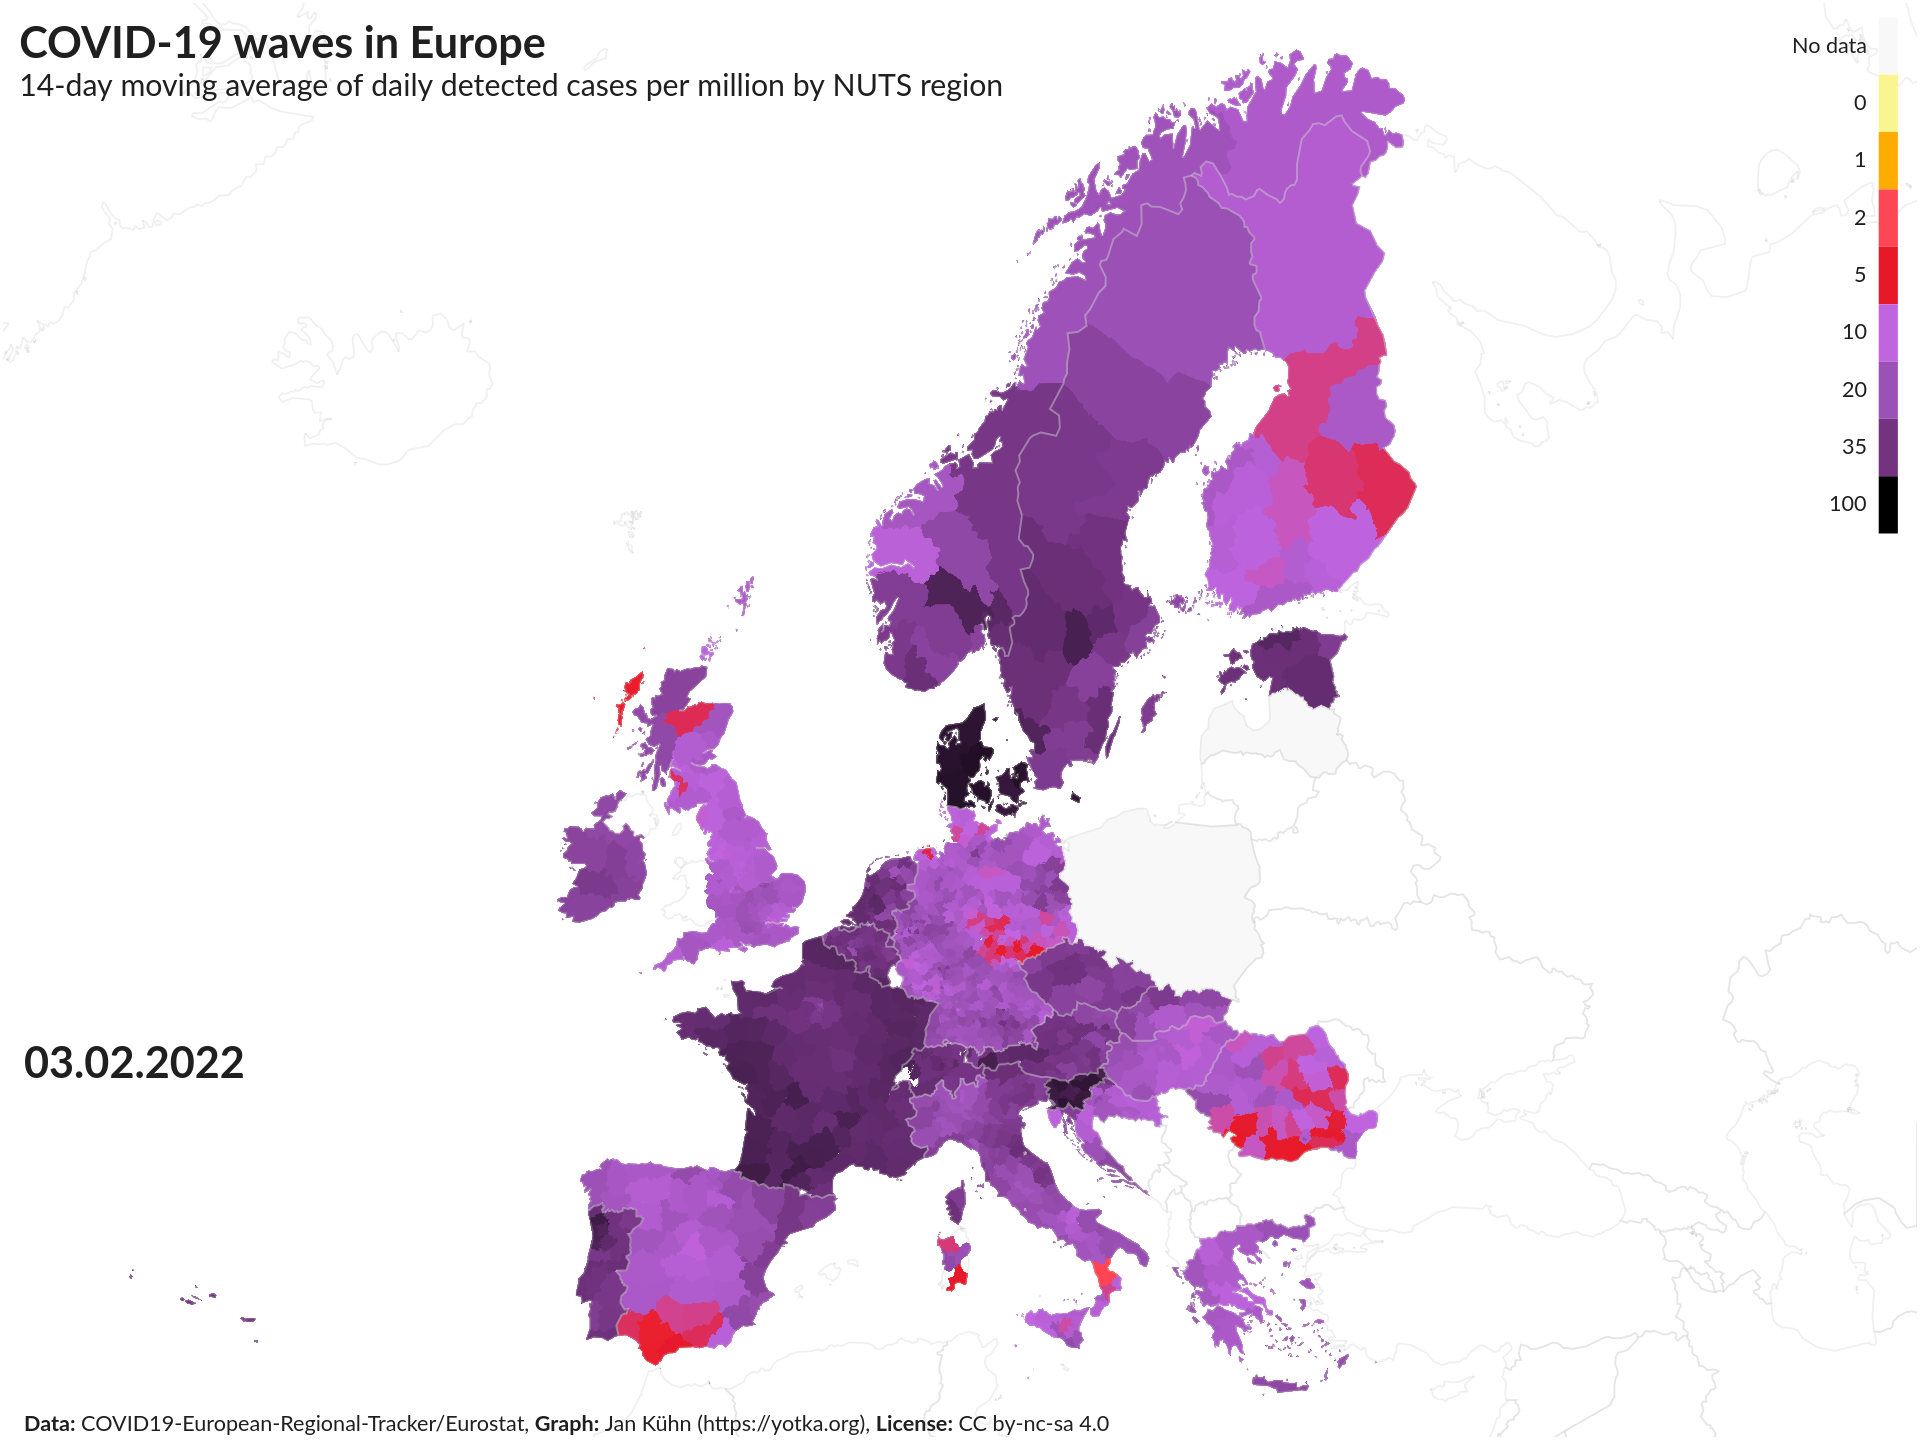 COVID-19 waves in Europe
14-day moving average of daily detected cases per million by NUTS region
No data
0
1
2
5
10
20
35
100
03.02.2022
Data: COVID19-European-Regional-Tracker/Eurostat, Graph: Jan Kühn (https://yotka.org), License: CC by-nc-sa 4.0